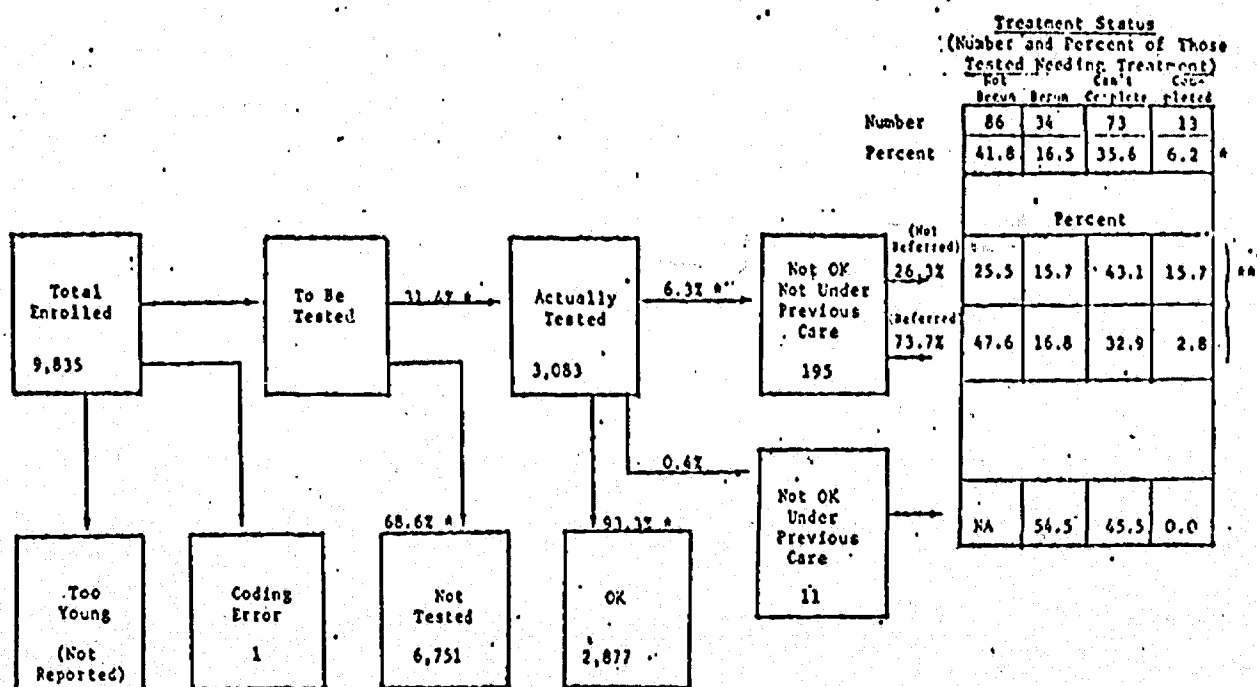 Treatment Status
(Number and Percent of Those
Tested Needing Treatment)
Not Begun Begun Can't Complete Com-pleted
Number 86 34 73 13
Percent 41.8 16.5 35.6 6.2 *
Percent
(Not Deferred)
26.3% 25.5 15.7 43.1 15.7 **
(Deferred)
73.7% 47.6 16.8 32.9 2.8
NA 54.5 45.5 0.0
Total
Enrolled
9,835
To Be
Tested
31.4% *
Actually
Tested
3,083
6.3% *
Not OK
Not Under
Previous
Care
195
0.4%
Not OK
Under
Previous
Care
11
68.6% *
93.3% *
Too
Young
(Not
Reported)
Coding
Error
1
Not
Tested
6,751
OK
2,877